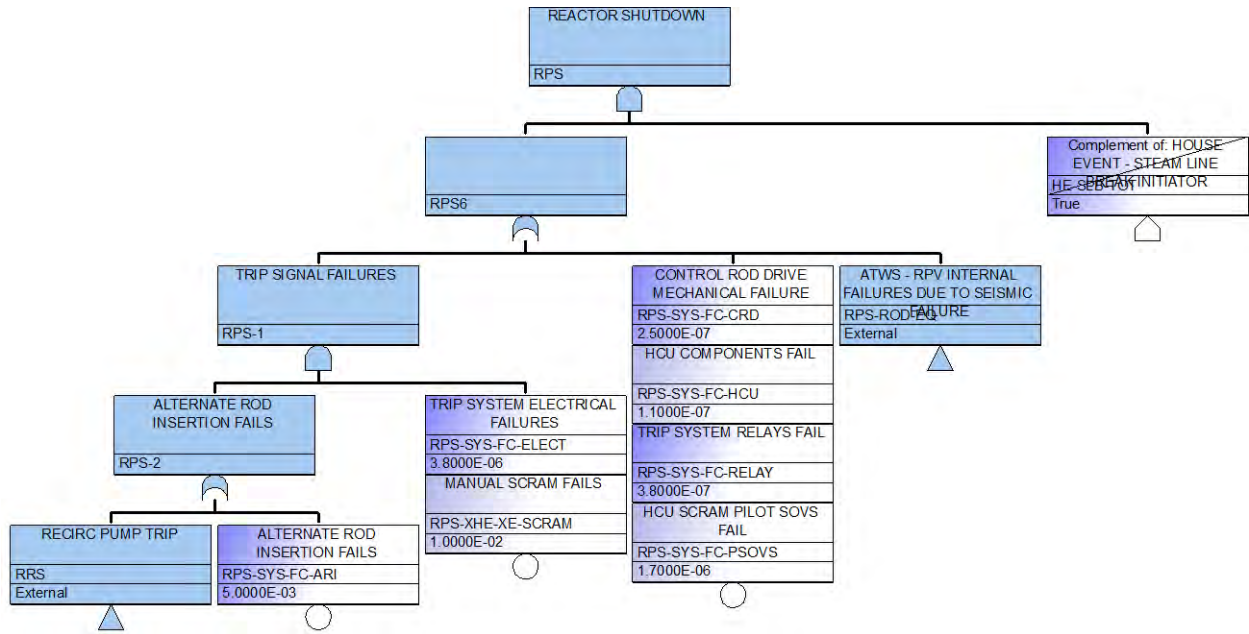 REACTOR SHUTDOWN
RPS
RPS6
Complement of: HOUSE
EVENT - STEAM LINE
BREAK INITIATOR
HE-SLB-TOT
True
TRIP SIGNAL FAILURES
RPS-1
CONTROL ROD DRIVE
MECHANICAL FAILURE
RPS-SYS-FC-CRD
2.5000E-07
HCU COMPONENTS FAIL
RPS-SYS-FC-HCU
1.1000E-07
TRIP SYSTEM RELAYS FAIL
RPS-SYS-FC-RELAY
3.8000E-07
HCU SCRAM PILOT SOVS
FAIL
RPS-SYS-FC-PSOVS
1.7000E-06
ATWS - RPV INTERNAL
FAILURES DUE TO SEISMIC
FAILURE
RPS-ROD-EQ
External
ALTERNATE ROD
INSERTION FAILS
RPS-2
TRIP SYSTEM ELECTRICAL
FAILURES
RPS-SYS-FC-ELECT
3.8000E-06
MANUAL SCRAM FAILS
RPS-XHE-XE-SCRAM
1.0000E-02
RECIRC PUMP TRIP
RRS
External
ALTERNATE ROD
INSERTION FAILS
RPS-SYS-FC-ARI
5.0000E-03